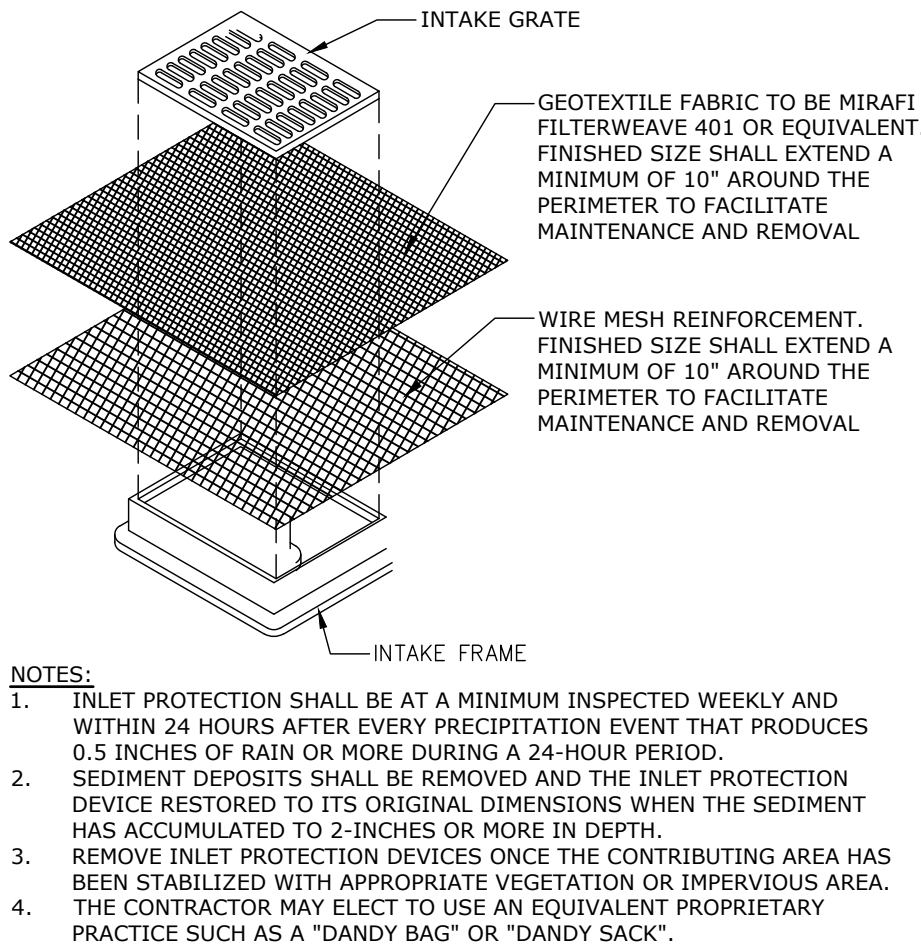 INTAKE GRATE
GEOTEXTILE FABRIC TO BE MIRAFI
FILTERWEAVE 401 OR EQUIVALENT.
FINISHED SIZE SHALL EXTEND A
MINIMUM OF 10" AROUND THE
PERIMETER TO FACILITATE
MAINTENANCE AND REMOVAL
WIRE MESH REINFORCEMENT.
FINISHED SIZE SHALL EXTEND A
MINIMUM OF 10" AROUND THE
PERIMETER TO FACILITATE
MAINTENANCE AND REMOVAL
INTAKE FRAME
NOTES:
1. INLET PROTECTION SHALL BE AT A MINIMUM INSPECTED WEEKLY AND
WITHIN 24 HOURS AFTER EVERY PRECIPITATION EVENT THAT PRODUCES
0.5 INCHES OF RAIN OR MORE DURING A 24-HOUR PERIOD.
2. SEDIMENT DEPOSITS SHALL BE REMOVED AND THE INLET PROTECTION
DEVICE RESTORED TO ITS ORIGINAL DIMENSIONS WHEN THE SEDIMENT
HAS ACCUMULATED TO 2-INCHES OR MORE IN DEPTH.
3. REMOVE INLET PROTECTION DEVICES ONCE THE CONTRIBUTING AREA HAS
BEEN STABILIZED WITH APPROPRIATE VEGETATION OR IMPERVIOUS AREA.
4. THE CONTRACTOR MAY ELECT TO USE AN EQUIVALENT PROPRIETARY
PRACTICE SUCH AS A "DANDY BAG" OR "DANDY SACK".